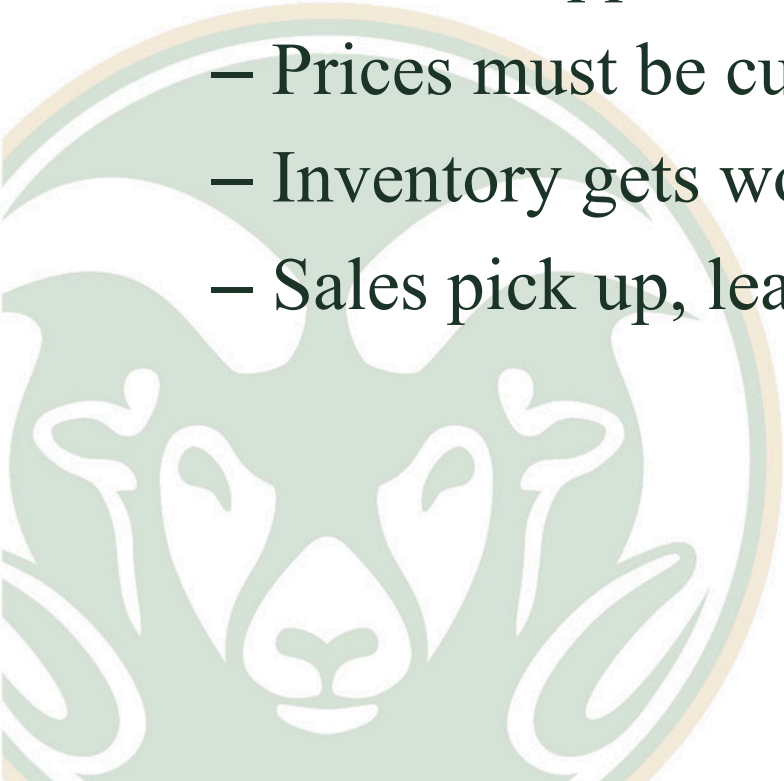 – Prices must be cu
– Inventory gets wo
– Sales pick up, lea